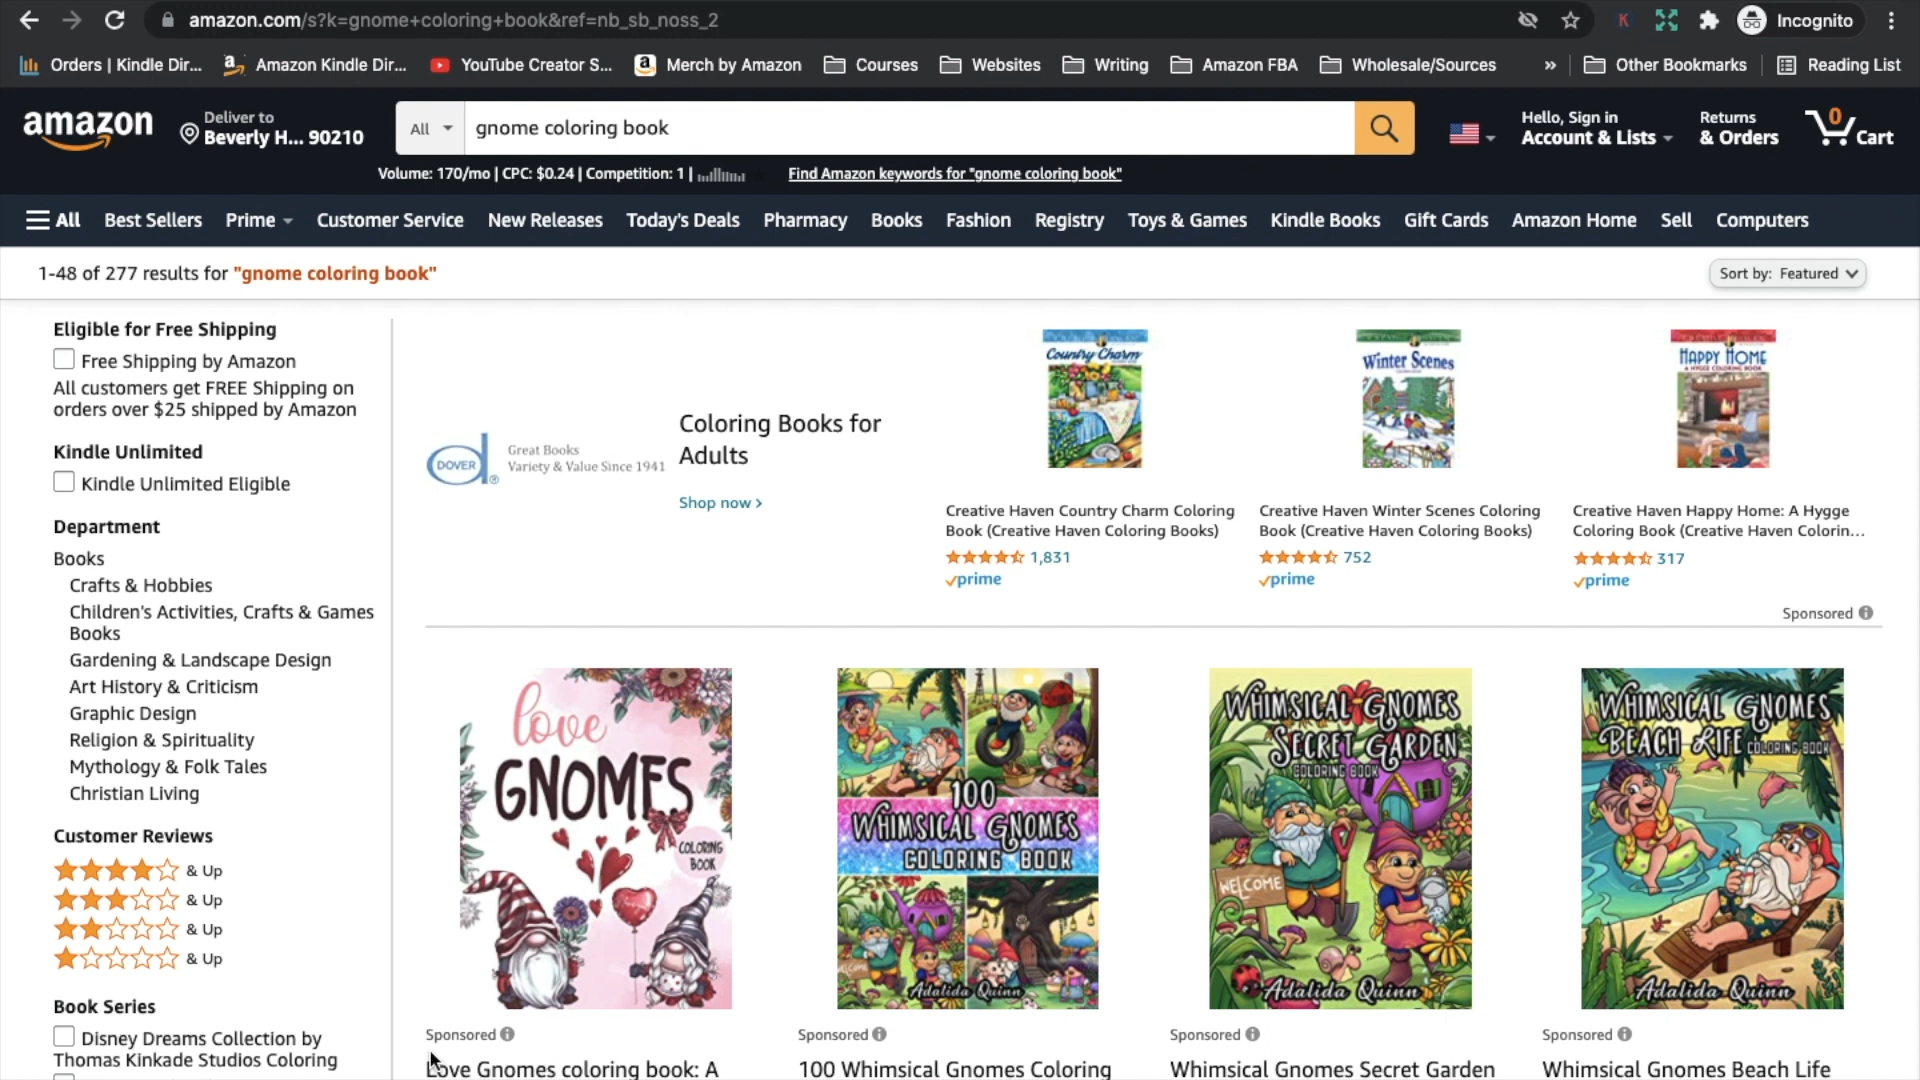 amazon.com/s?k=gnome+coloring+book&ref=nb_sb_noss_2
K
Incognito
Orders | Kindle Dir...
a
Amazon Kindle Dir...
YouTube Creator S...
a
Merch by Amazon
Courses
Websites
Writing
Amazon FBA
Wholesale/Sources
»
Other Bookmarks
Reading List
amazon
Deliver to
Beverly H... 90210
All
gnome coloring book
Hello, Sign in
Account & Lists
Returns
& Orders
0
Cart
Volume: 170/mo | CPC: $0.24 | Competition: 1 |
Find Amazon keywords for "gnome coloring book"
All
Best Sellers
Prime
Customer Service
New Releases
Today's Deals
Pharmacy
Books
Fashion
Registry
Toys & Games
Kindle Books
Gift Cards
Amazon Home
Sell
Computers
1-48 of 277 results for "gnome coloring book"
Sort by: Featured
Eligible for Free Shipping
Free Shipping by Amazon
All customers get FREE Shipping on
orders over $25 shipped by Amazon
Kindle Unlimited
Kindle Unlimited Eligible
Department
Books
Crafts & Hobbies
Children's Activities, Crafts & Games
Books
Gardening & Landscape Design
Art History & Criticism
Graphic Design
Religion & Spirituality
Mythology & Folk Tales
Christian Living
Customer Reviews
& Up
& Up
& Up
& Up
Book Series
Disney Dreams Collection by
Thomas Kinkade Studios Coloring
DOVER
®
Great Books
Variety & Value Since 1941
Coloring Books for
Adults
Shop now ›
Country Charm
Creative Haven Country Charm Coloring
Book (Creative Haven Coloring Books)
1,831
prime
Winter Scenes
Creative Haven Winter Scenes Coloring
Book (Creative Haven Coloring Books)
752
prime
HAPPY HOME
A HYGGE COLORING BOOK
Creative Haven Happy Home: A Hygge
Coloring Book (Creative Haven Colorin...
317
prime
Sponsored
love
GNOMES
COLORING
BOOK
Sponsored
Love Gnomes coloring book: A
100
WHIMSICAL GNOMES
COLORING BOOK
WELCOME
Adalida Quinn
Sponsored
100 Whimsical Gnomes Coloring
WHIMSICAL GNOMES
SECRET GARDEN
COLORING BOOK
WELCOME
Adalida Quinn
Sponsored
Whimsical Gnomes Secret Garden
WHIMSICAL GNOMES
BEACH LIFE COLORING BOOK
Adalida Quinn
Sponsored
Whimsical Gnomes Beach Life